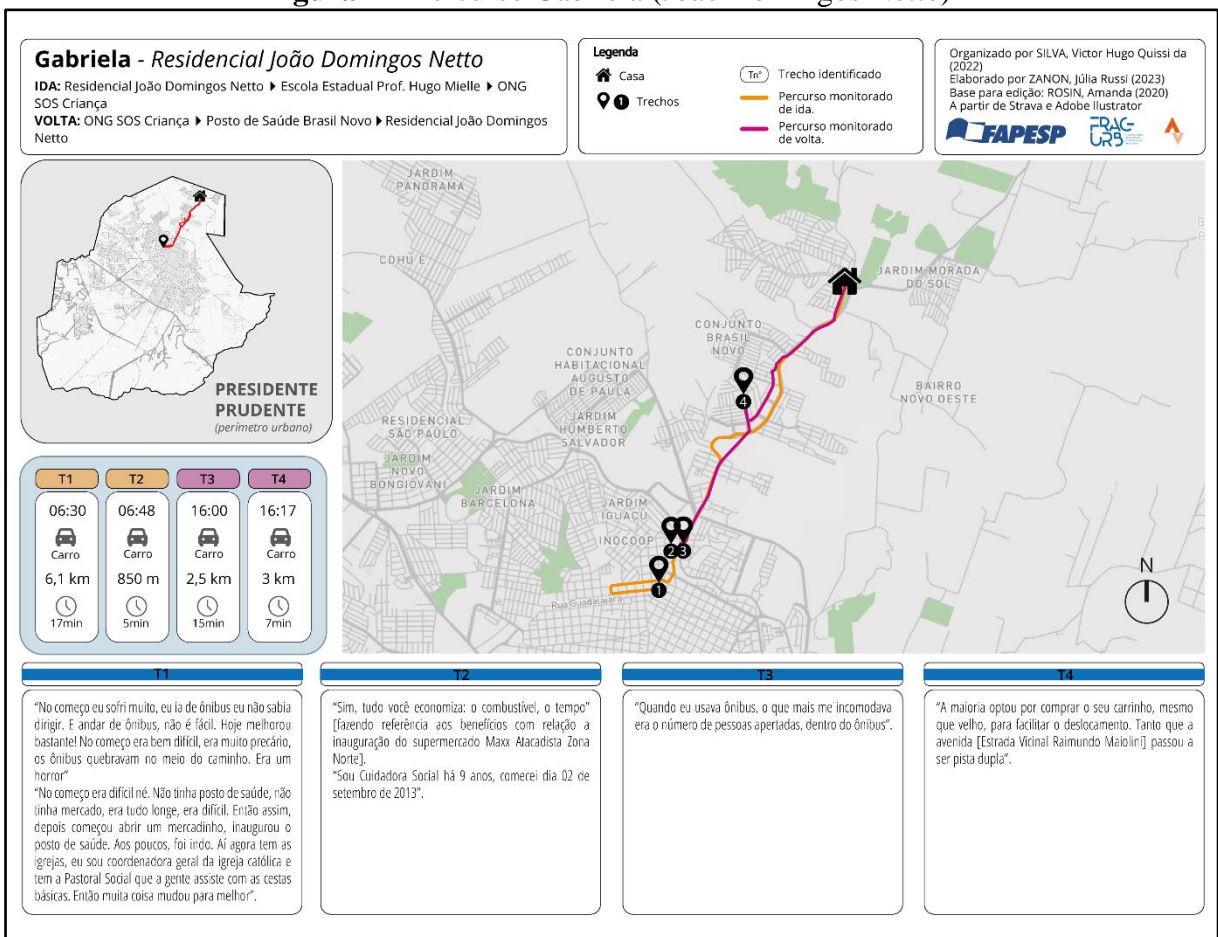 Gabriela - Residencial João Domingos Netto
IDA: Residencial João Domingos Netto ▶ Escola Estadual Prof. Hugo Mielle ▶ ONG
SOS Criança
VOLTA: ONG SOS Criança ▶ Posto de Saúde Brasil Novo ▶ Residencial João Domingos
Netto
Legenda
Casa
1 Trechos
Tnº Trecho identificado
Percurso monitorado
de ida.
Percurso monitorado
de volta.
Organizado por SILVA, Victor Hugo Quissi da
(2022)
Elaborado por ZANON, Júlia Russi (2023)
Base para edição: ROSIN, Amanda (2020)
A partir de Strava e Adobe Ilustrator
FAPESP
FRAG-
URB
PRESIDENTE
PRUDENTE
(perímetro urbano)
JARDIM
PANORAMA
CDHU E
JARDIM MORADA
DO SOL
CONJUNTO
BRASIL
NOVO
CONJUNTO
HABITACIONAL
AUGUSTO
DE PAULA
BAIRRO
NOVO OESTE
4
RESIDENCIAL
SÃO PAULO
JARDIM
HUMBERTO
SALVADOR
JARDIM
NOVO
BONGIOVANI
JARDIM
BARCELONA
JARDIM
IGUAÇU
INOCOOP
2 3
1
Rua Guadalajara
N
T1 T2 T3 T4
06:30 06:48 16:00 16:17
Carro Carro Carro Carro
6,1 km 850 m 2,5 km 3 km
17min 5min 15min 7min
T1
“No começo eu sofri muito, eu ia de ônibus eu não sabia
dirigir. E andar de ônibus, não é fácil. Hoje melhorou
bastante! No começo era bem difícil, era muito precário,
os ônibus quebravam no meio do caminho. Era um
horror”
“No começo era difícil né. Não tinha posto de saúde, não
tinha mercado, era tudo longe, era difícil. Então assim,
depois começou abrir um mercadinho, inaugurou o
posto de saúde. Aos poucos, foi indo. Aí agora tem as
igrejas, eu sou coordenadora geral da igreja católica e
tem a Pastoral Social que a gente assiste com as cestas
básicas. Então muita coisa mudou para melhor”.
T2
“Sim, tudo você economiza: o combustível, o tempo”
[fazendo referência aos benefícios com relação a
inauguração do supermercado Maxx Atacadista Zona
Norte].
“Sou Cuidadora Social há 9 anos, comecei dia 02 de
setembro de 2013”.
T3
“Quando eu usava ônibus, o que mais me incomodava
era o número de pessoas apertadas, dentro do ônibus”.
T4
“A maioria optou por comprar o seu carrinho, mesmo
que velho, para facilitar o deslocamento. Tanto que a
avenida [Estrada Vicinal Raimundo Maiolini] passou a
ser pista dupla”.